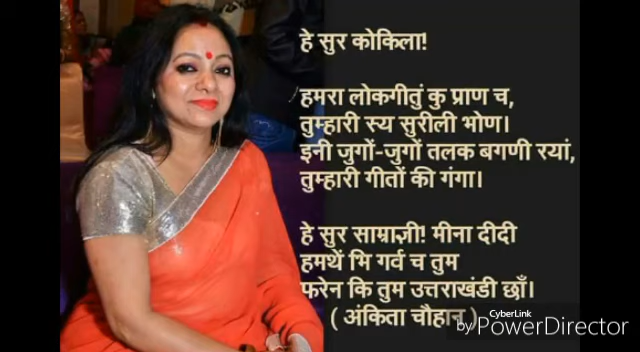 हे सुर कोकिला!
हमरा लोकगीतुं कु प्राण च,
तुम्हारी स्य सुरीली भोण।
इनी जुगों-जुगों तलक बगणी रयां,
तुम्हारी गीतों की गंगा।
हे सुर साम्राज्ञी! मीना दीदी
हमथें भि गर्व च तुम
फरेन कि तुम उत्तराखंडी छाँ।
( अंकिता चौहान )
CyberLink
by PowerDirector